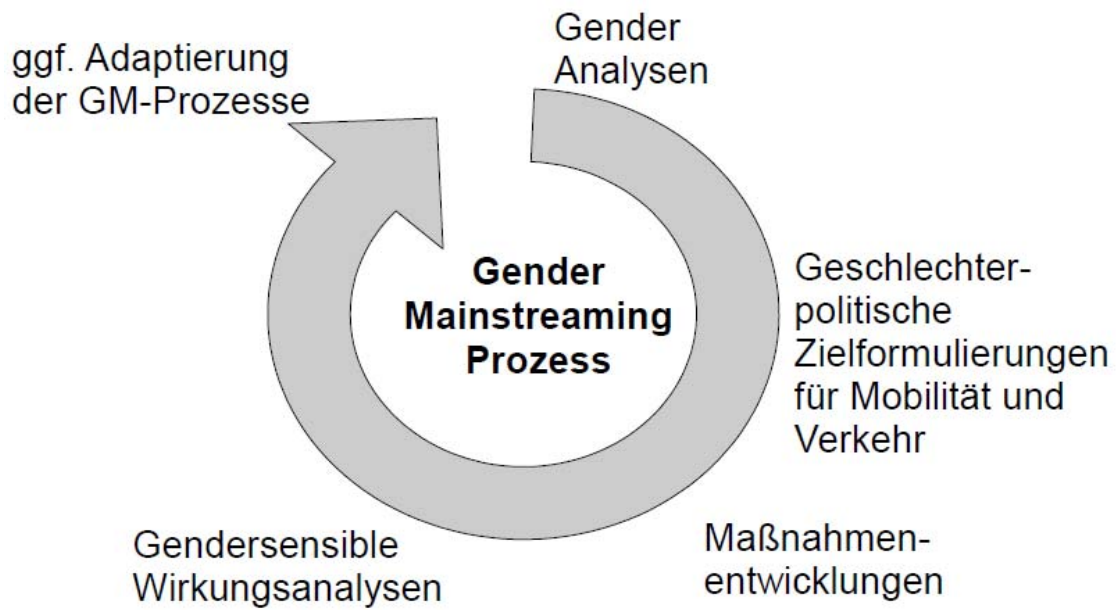 Gender
Analysen
Geschlechter-
politische
Zielformulierungen
für Mobilität und
Verkehr
Maßnahmen-
entwicklungen
Gendersensible
Wirkungsanalysen
ggf. Adaptierung
der GM-Prozesse
Gender
Mainstreaming
Prozess